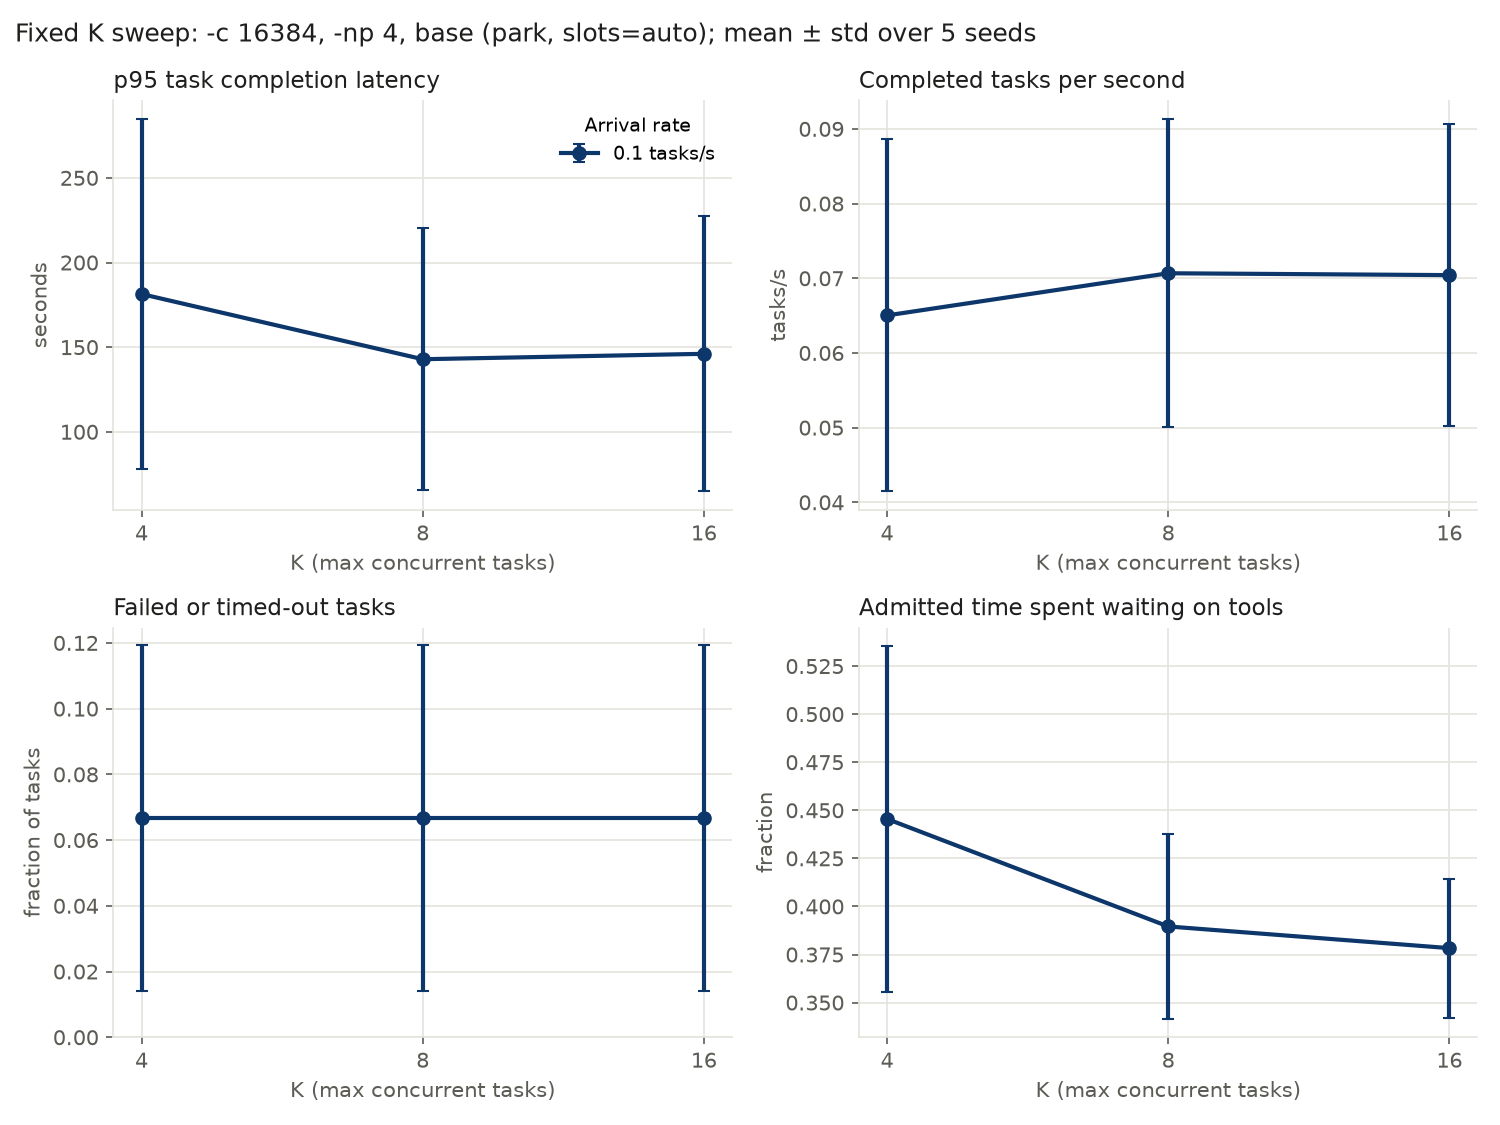 Fixed K sweep: -c 16384, -np 4, base (park, slots=auto); mean ± std over 5 seeds
p95 task completion latency
Arrival rate
0.1 tasks/s
250
200
150
100
seconds
4
8
16
K (max concurrent tasks)
Completed tasks per second
0.09
0.08
0.07
0.06
0.05
0.04
tasks/s
4
8
16
K (max concurrent tasks)
Failed or timed-out tasks
0.12
0.10
0.08
0.06
0.04
0.02
0.00
fraction of tasks
4
8
16
K (max concurrent tasks)
Admitted time spent waiting on tools
0.525
0.500
0.475
0.450
0.425
0.400
0.375
0.350
fraction
4
8
16
K (max concurrent tasks)